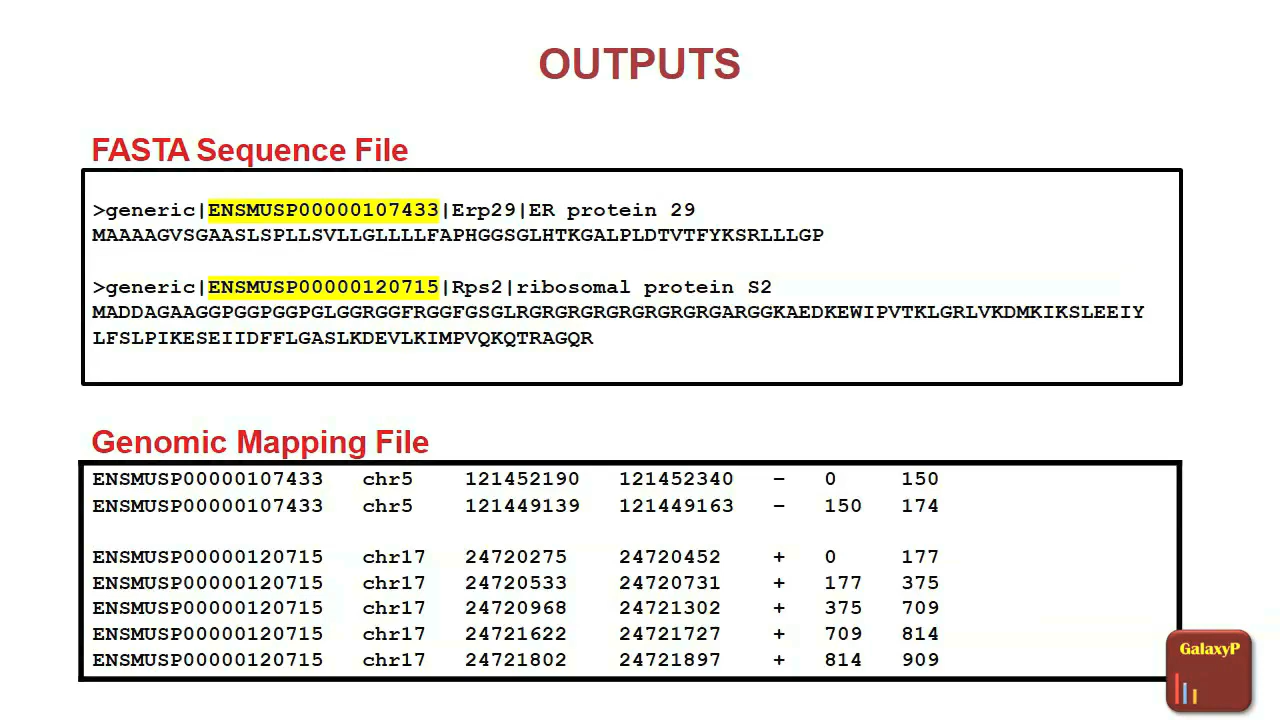 OUTPUTS
FASTA Sequence File
>generic|ENSMUSP00000107433|Erp29|ER protein 29
MAAAAGVSGAASLSPLLSVLLGLLLLFAPHGGSGLHTKGALPLDTVTFYKSRLLLGP
>generic|ENSMUSP00000120715|Rps2|ribosomal protein S2
MADDAGAAGGPGGPGGPGLGGRGGFRGGFGSGLRGRGRGRGRGRGRGRGARGGKAEDKEWIPVTKLGRLVKDMKIKSLEEIY
LFSLPIKESEIIDFFLGASLKDEVLKIMPVQKQTRAGQR
Genomic Mapping File
ENSMUSP00000107433 chr5 121452190 121452340 - 0 150
ENSMUSP00000107433 chr5 121449139 121449163 - 150 174
ENSMUSP00000120715 chr17 24720275 24720452 + 0 177
ENSMUSP00000120715 chr17 24720533 24720731 + 177 375
ENSMUSP00000120715 chr17 24720968 24721302 + 375 709
ENSMUSP00000120715 chr17 24721622 24721727 + 709 814
ENSMUSP00000120715 chr17 24721802 24721897 + 814 909
GalaxyP